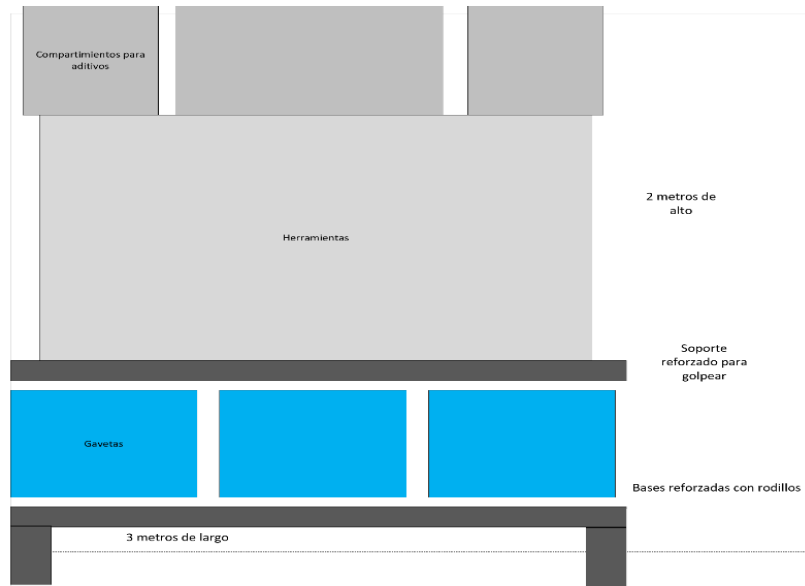 Compartimientos para
aditivos
Herramientas
2 metros de
alto
Soporte
reforzado para
golpear
Gavetas
Bases reforzadas con rodillos
3 metros de largo